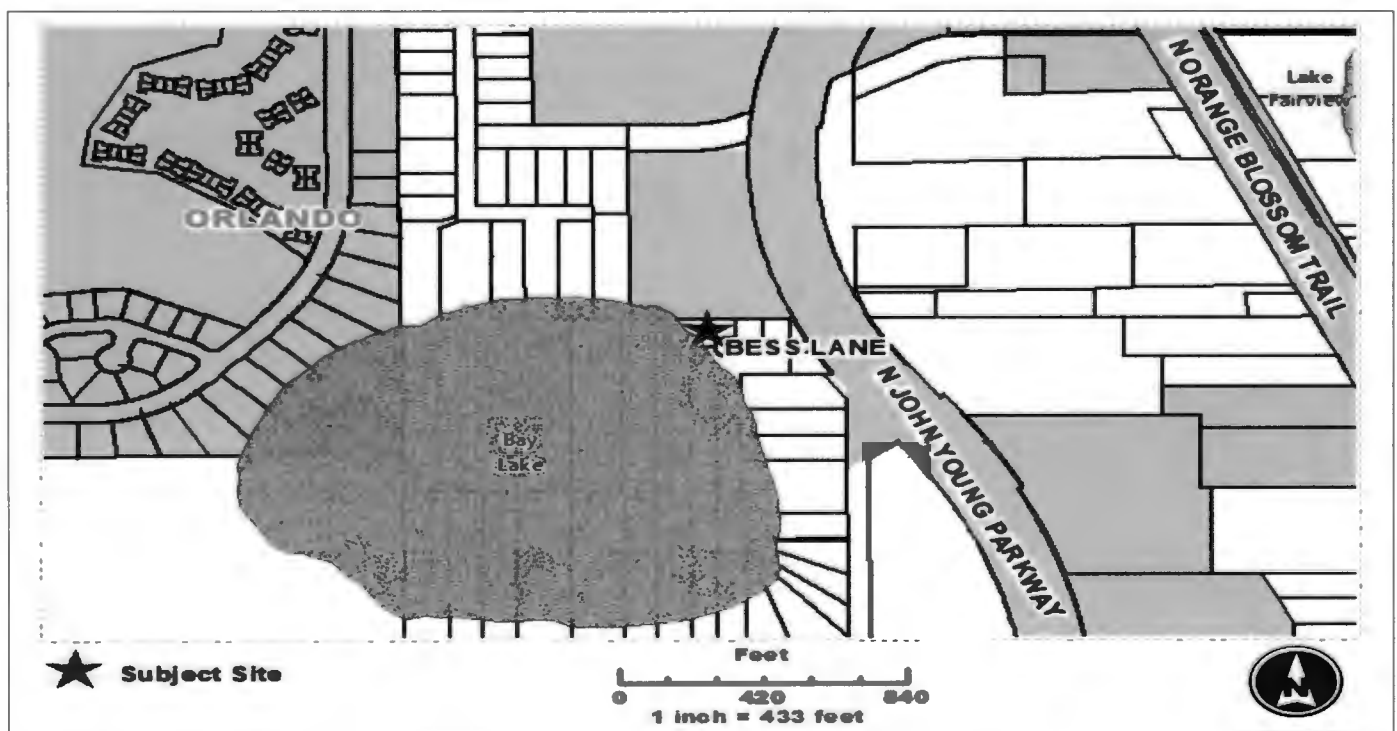 N ORANGE BLOSSOM TRAIL
Lake
Fairview
ORLANDO
BESS LANE
N JOHN YOUNG PARKWAY
Bay
Lake
Subject Site
Feet
0 420 840
1 inch = 433 feet
N